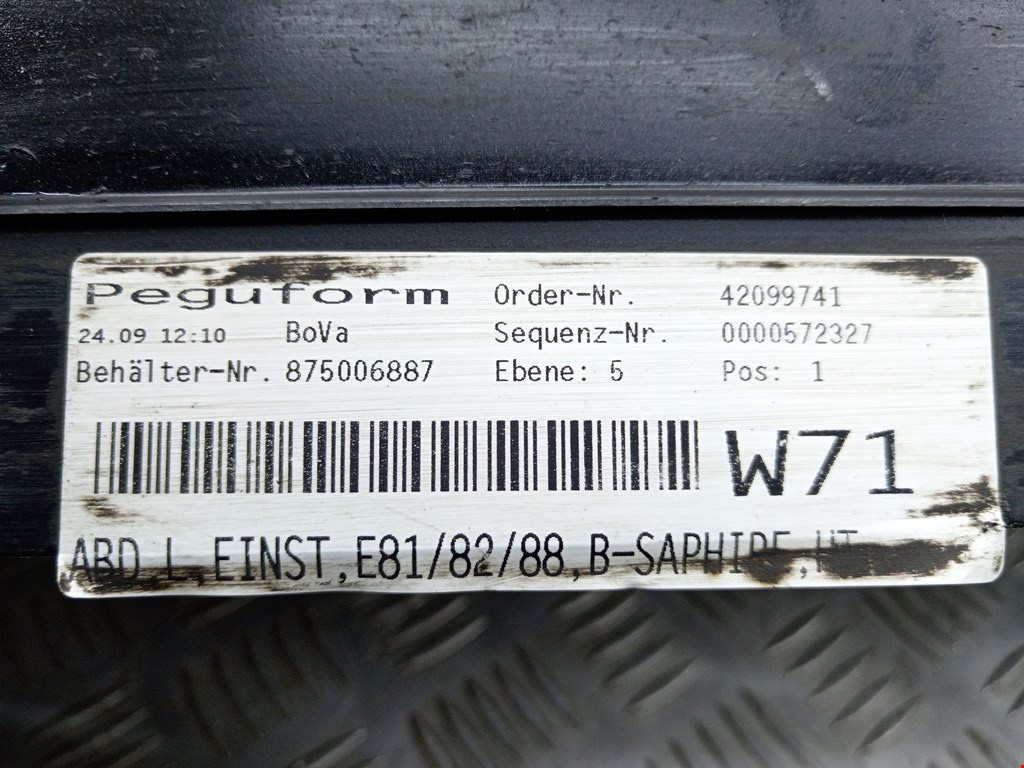 Peguform Order-Nr. 42099741
24.09 12:10 BoVa Sequenz-Nr. 0000572327
Behälter-Nr. 875006887 Ebene: 5 Pos: 1
W71
ABD,L,EINST,E81/82/88,B-SAPHIRE,HT